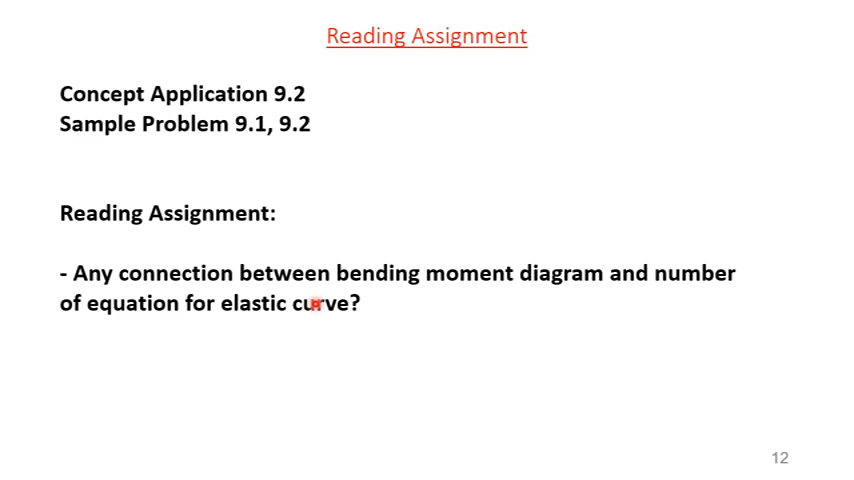 Reading Assignment
Concept Application 9.2
Sample Problem 9.1, 9.2
Reading Assignment:
- Any connection between bending moment diagram and number
of equation for elastic curve?
12